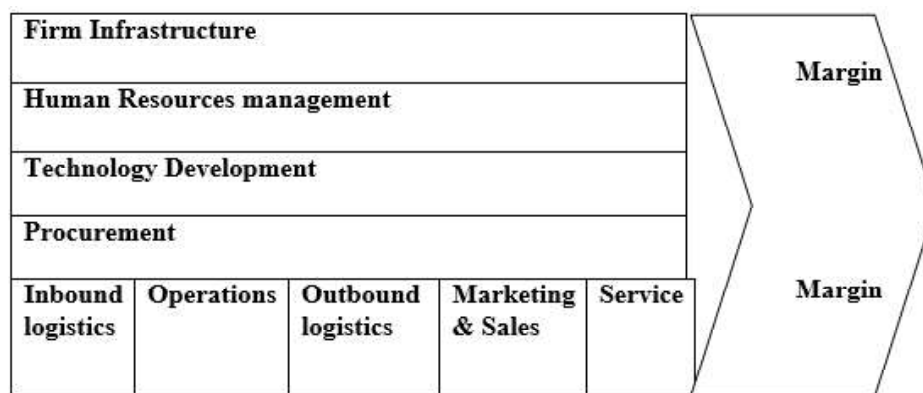 Firm Infrastructure
Margin
Human Resources management
Technology Development
Procurement
Inbound
logistics
Operations
Outbound
logistics
Marketing
& Sales
Service
Margin